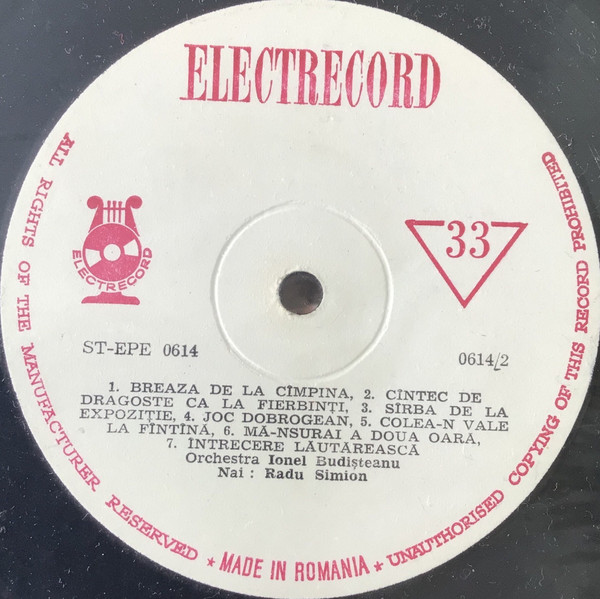 ELECTRECORD
ELECTRECORD
33
ST-EPE 0614
0614/2
1. BREAZA DE LA CÎMPINA, 2. CÎNTEC DE
DRAGOSTE CA LA FIERBINȚI, 3. SÎRBA DE LA
EXPOZIȚIE, 4. JOC DOBROGEAN, 5. COLEA-N VALE
LA FÎNTÎNĂ, 6. MĂ-NSURAI A DOUA OARĂ,
7. ÎNTRECERE LĂUTĂREASCĂ
Orchestra Ionel Budișteanu
Nai : Radu Simion
ALL RIGHTS OF THE MANUFACTURER RESERVED * MADE IN ROMANIA * UNAUTHORISED COPYING OF THIS RECORD PROHIBITED